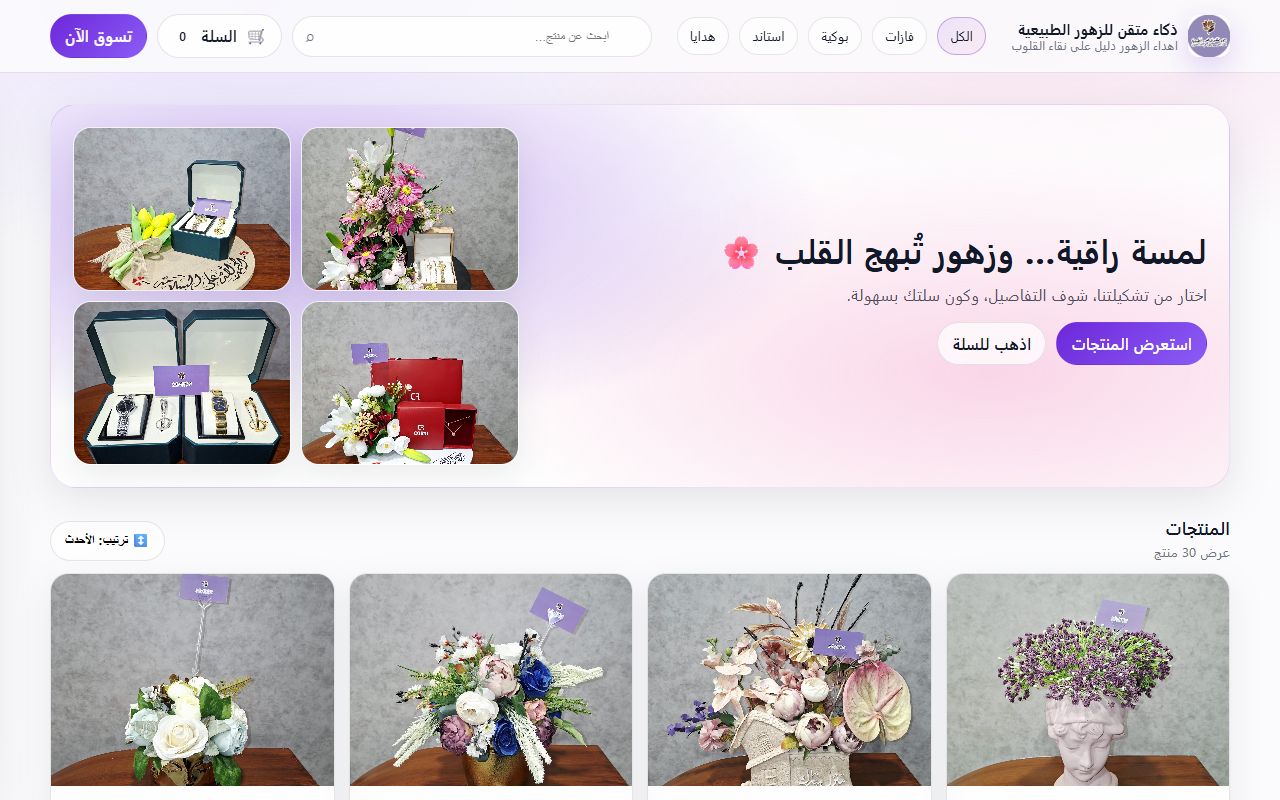 ذكاء متقن للزهور الطبيعية
اهداء الزهور دليل على نقاء القلوب
الكل
فازات
بوكية
استاند
هدايا
ابحث عن منتج...
🛒 السلة 0
تسوق الآن
لمسة راقية... وزهور تُبهج القلب 🌸
اختار من تشكيلتنا، شوف التفاصيل، وكون سلتك بسهولة.
استعرض المنتجات
اذهب للسلة
المنتجات
عرض 30 منتج
↕️ ترتيب: الأحدث